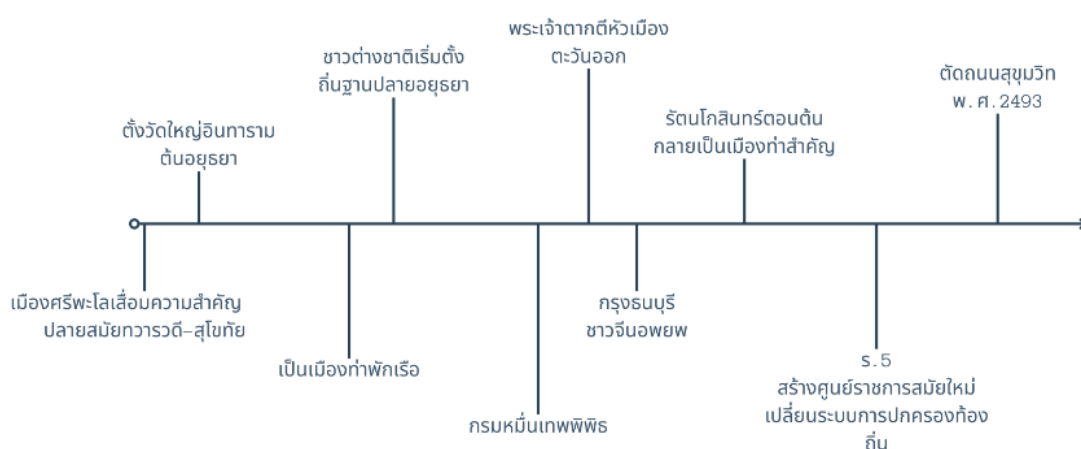 พระเจ้าตากตีหัวเมือง
ตะวันออก
ชาวต่างชาติเริ่มตั้ง
ถิ่นฐานปลายอยุธยา
ตัดถนนสุขุมวิท
พ.ศ.2493
รัตนโกสินทร์ตอนต้น
กลายเป็นเมืองท่าสำคัญ
ตั้งวัดใหญ่อินทาราม
ต้นอยุธยา
เมืองศรีพะโลเสื่อมความสำคัญ
ปลายสมัยทวารวดี–สุโขทัย
กรุงธนบุรี
ชาวจีนอพยพ
เป็นเมืองท่าพักเรือ
ร.5
สร้างศูนย์ราชการสมัยใหม่
เปลี่ยนระบบการปกครองท้อง
ถิ่น
กรมหมื่นเทพพิพิธ